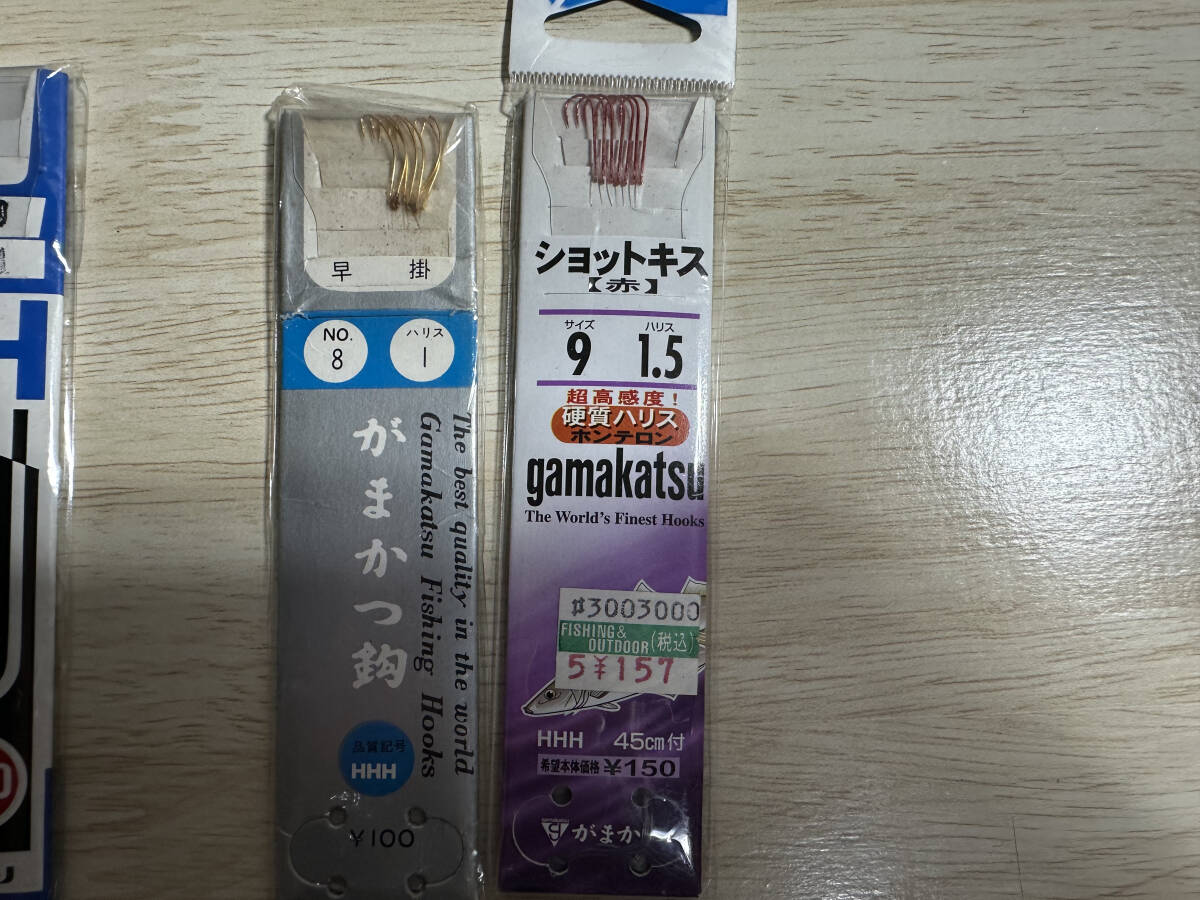 早 掛
NO.
8
ハリス
1
がまかつ鈎
The best quality in the world
Gamakatsu Fishing Hooks
品質記号
HHH
¥100
ショットキス
【赤】
サイズ
9
ハリス
1.5
超高感度!
硬質ハリス
ホンテロン
gamakatsu
The World's Finest Hooks
#3003000
FISHING &
OUTDOOR (税込)
5¥157
HHH 45cm付
希望本体価格 ¥150
がまか